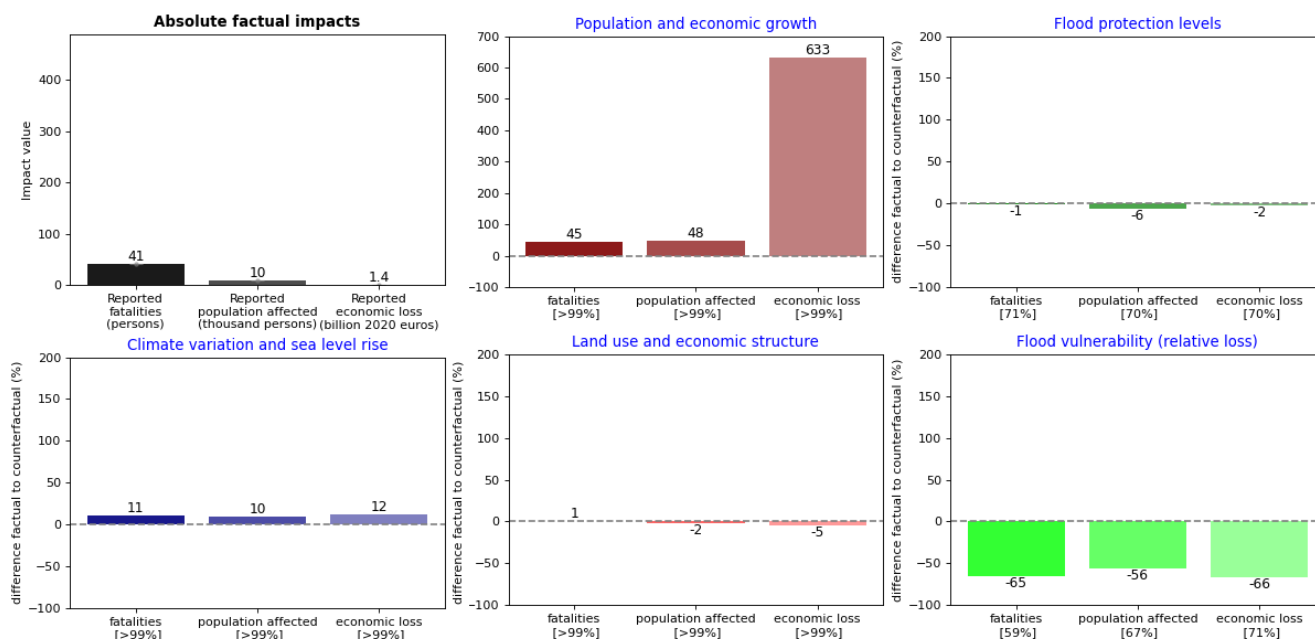 Absolute factual impacts
Impact value
400
300
200
100
0
41
10
1.4
Reported
fatalities
(persons)
Reported
population affected
(thousand persons)
Reported
economic loss
(billion 2020 euros)
Population and economic growth
difference factual to counterfactual (%)
700
600
500
400
300
200
100
0
−100
45
48
633
fatalities
[>99%]
population affected
[>99%]
economic loss
[>99%]
Flood protection levels
difference factual to counterfactual (%)
200
150
100
50
0
−50
−100
-1
-6
-2
fatalities
[71%]
population affected
[70%]
economic loss
[70%]
Climate variation and sea level rise
difference factual to counterfactual (%)
200
150
100
50
0
−50
−100
11
10
12
fatalities
[>99%]
population affected
[>99%]
economic loss
[>99%]
Land use and economic structure
difference factual to counterfactual (%)
200
150
100
50
0
−50
−100
1
-2
-5
fatalities
[>99%]
population affected
[>99%]
economic loss
[>99%]
Flood vulnerability (relative loss)
difference factual to counterfactual (%)
200
150
100
50
0
−50
−100
-65
-56
-66
fatalities
[59%]
population affected
[67%]
economic loss
[71%]